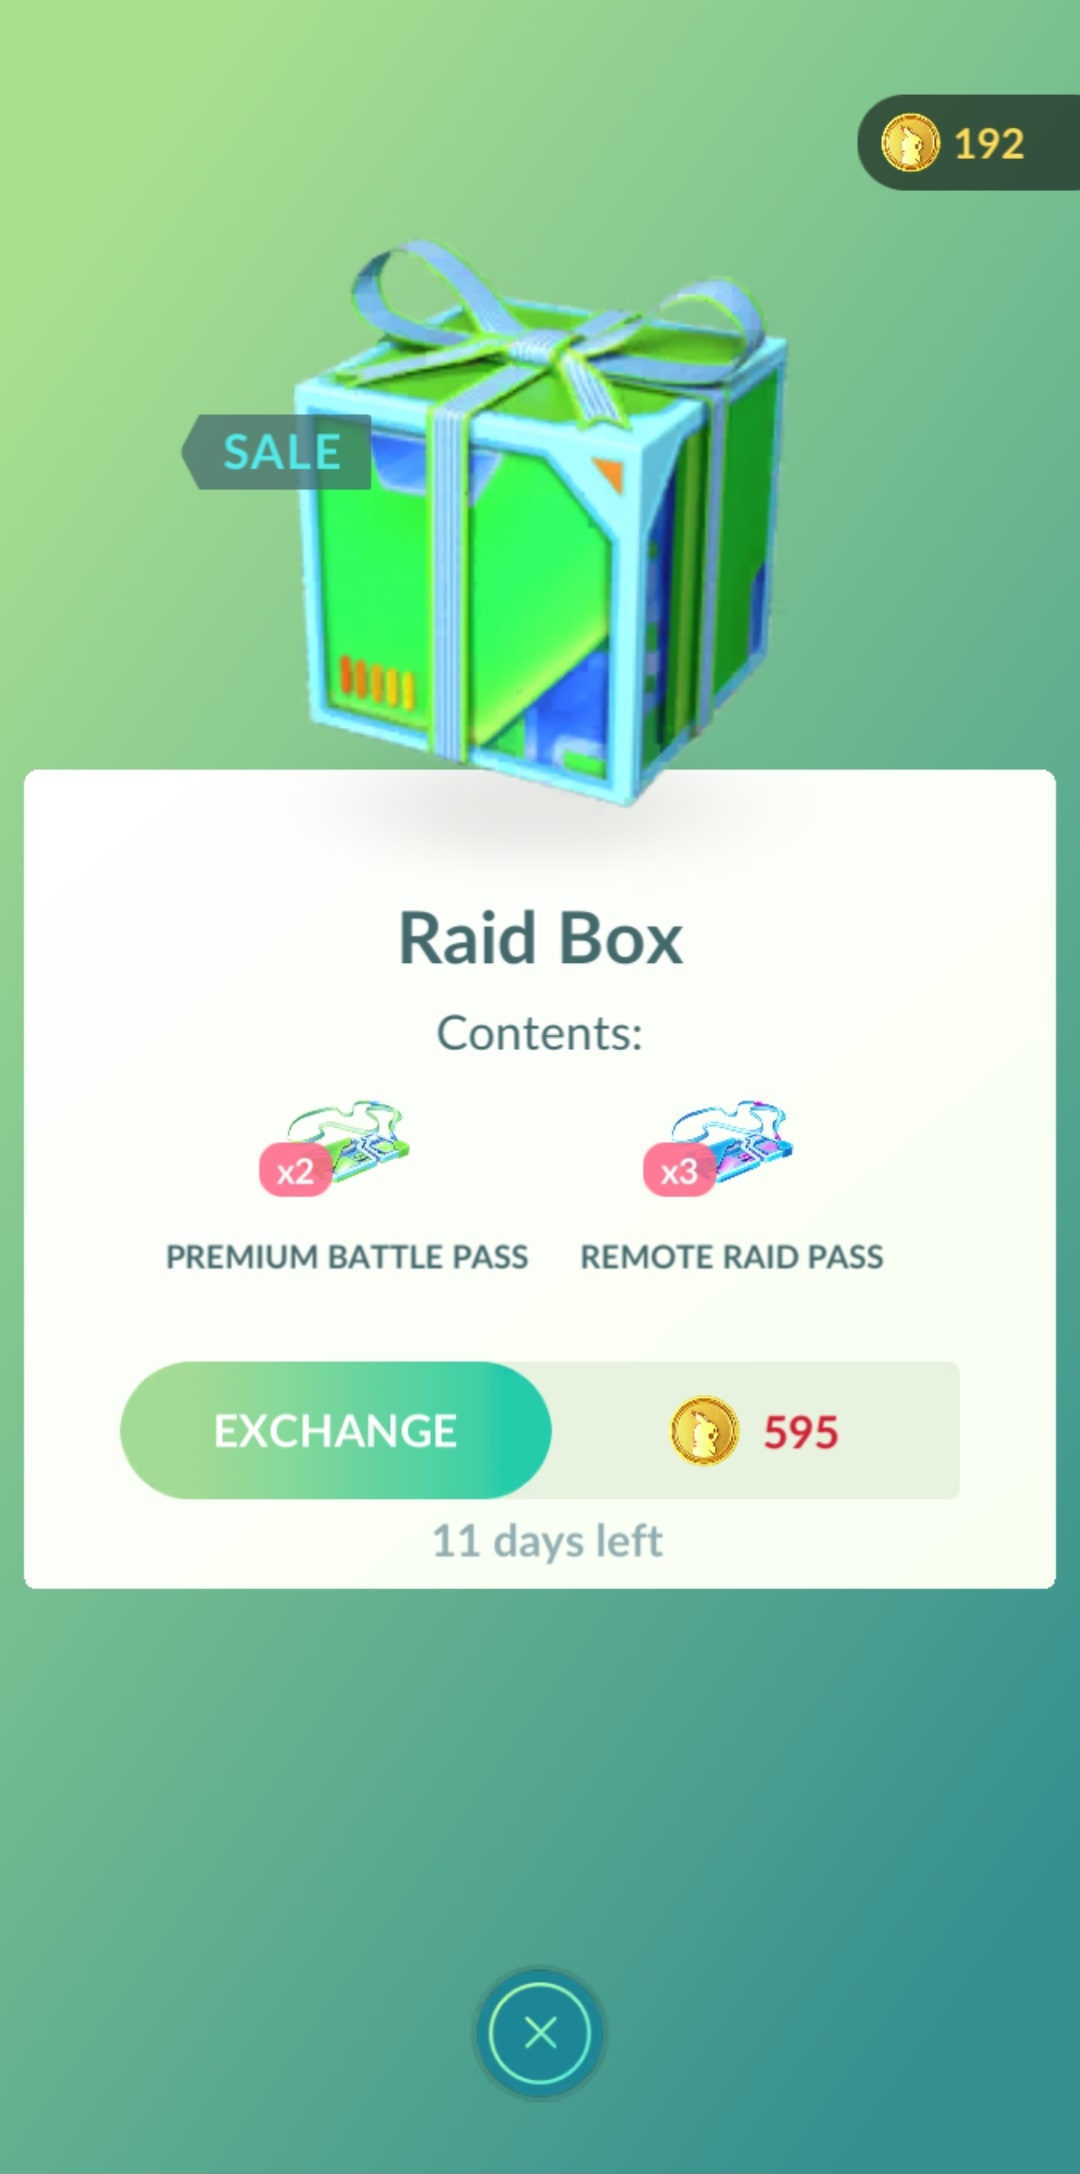 192
SALE
Raid Box
Contents:
x2 x3
PREMIUM BATTLE PASS REMOTE RAID PASS
EXCHANGE 595
11 days left